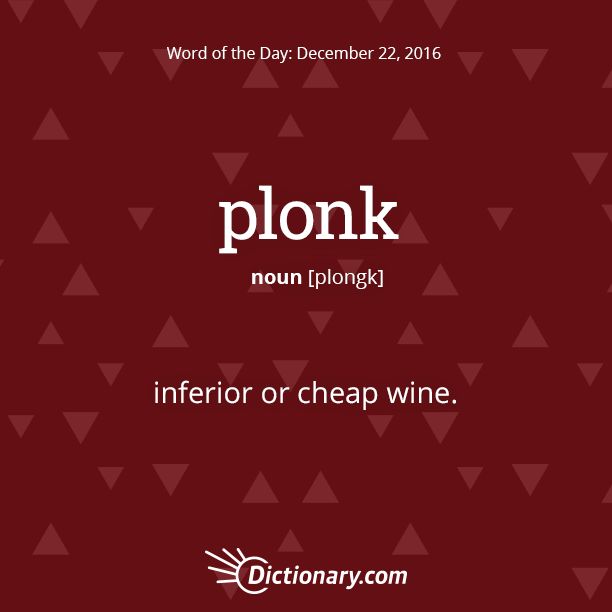 Word of the Day: December 22, 2016
plonk
noun [plongk]
inferior or cheap wine.
Dictionary.com